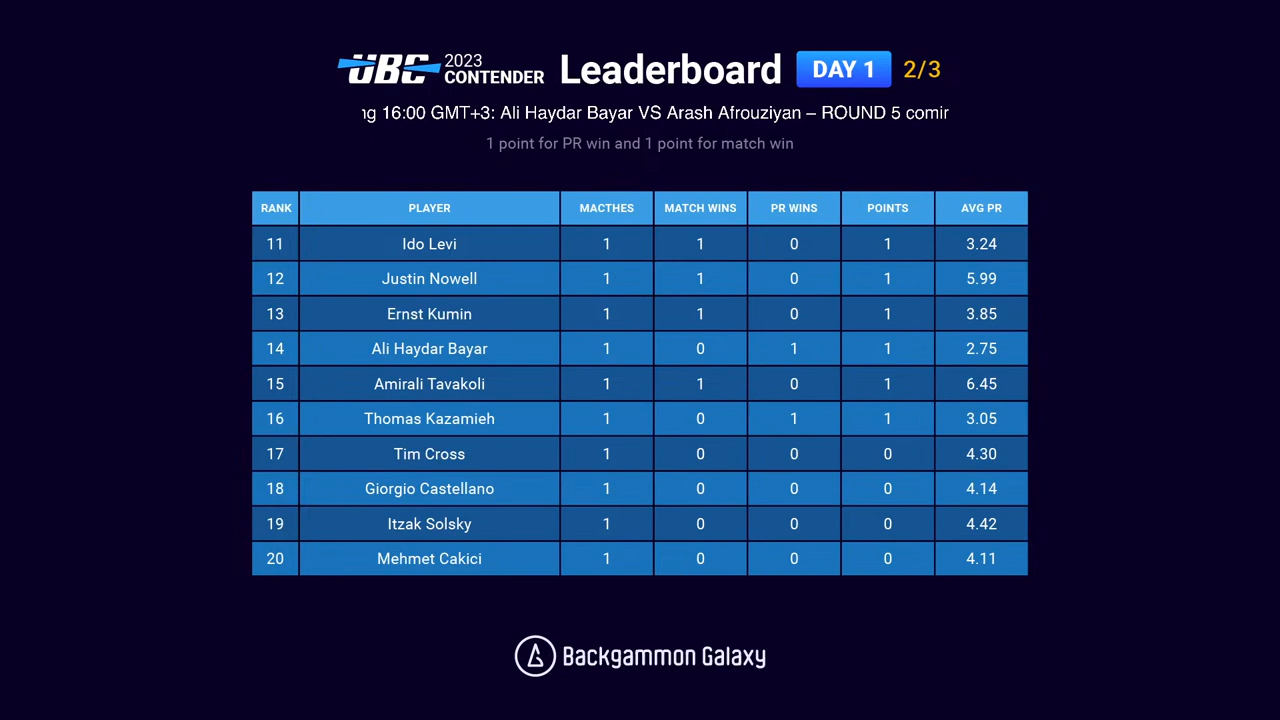 UBC 2023 CONTENDER Leaderboard DAY 1 2/3
ng 16:00 GMT+3: Ali Haydar Bayar VS Arash Afrouziyan – ROUND 5 comin
1 point for PR win and 1 point for match win
RANK PLAYER MACTHES MATCH WINS PR WINS POINTS AVG PR
11 Ido Levi 1 1 0 1 3.24
12 Justin Nowell 1 1 0 1 5.99
13 Ernst Kumin 1 1 0 1 3.85
14 Ali Haydar Bayar 1 0 1 1 2.75
15 Amirali Tavakoli 1 1 0 1 6.45
16 Thomas Kazamieh 1 0 1 1 3.05
17 Tim Cross 1 0 0 0 4.30
18 Giorgio Castellano 1 0 0 0 4.14
19 Itzak Solsky 1 0 0 0 4.42
20 Mehmet Cakici 1 0 0 0 4.11
Backgammon Galaxy